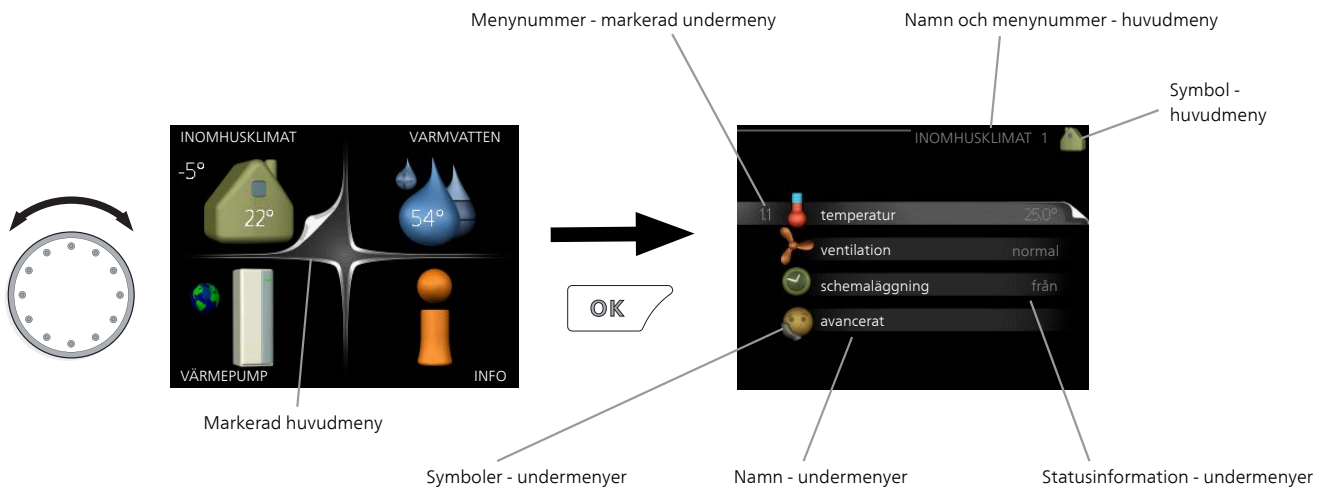 Menynummer - markerad undermeny
Namn och menynummer - huvudmeny
Symbol -
huvudmeny
INOMHUSKLIMAT
VARMVATTEN
-5°
22°
54°
VÄRMEPUMP
INFO
Markerad huvudmeny
OK
INOMHUSKLIMAT 1
1.1 temperatur 25.0°
ventilation normal
schemaläggning från
avancerat
Symboler - undermenyer
Namn - undermenyer
Statusinformation - undermenyer